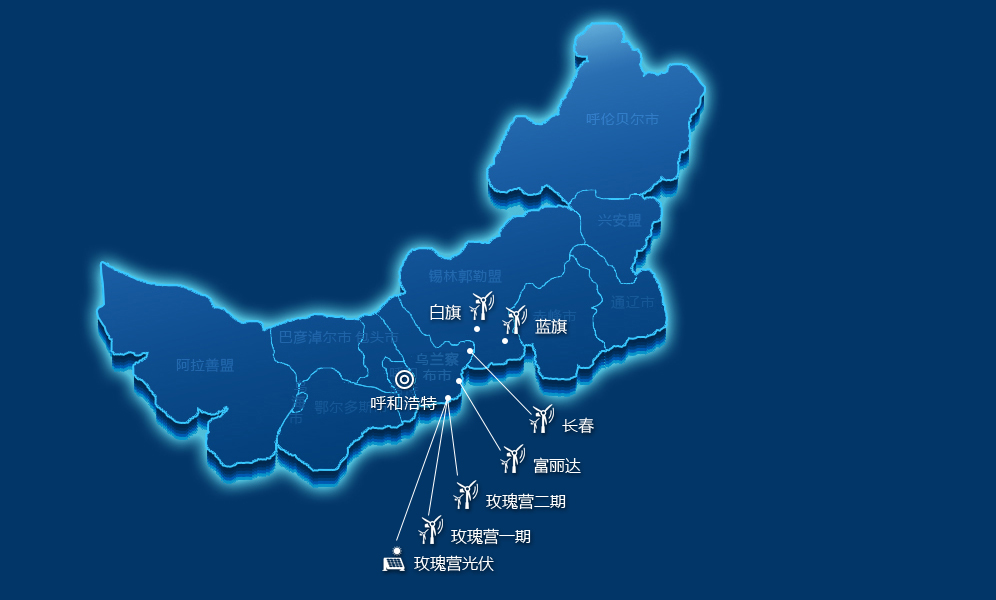 呼伦贝尔市
兴安盟
锡林郭勒盟
通辽市
白旗
赤峰市
蓝旗
巴彦淖尔市
包头市
乌兰察
布市
阿拉善盟
呼和浩特
鄂尔多斯
市
长春
富丽达
玫瑰营二期
玫瑰营一期
玫瑰营光伏